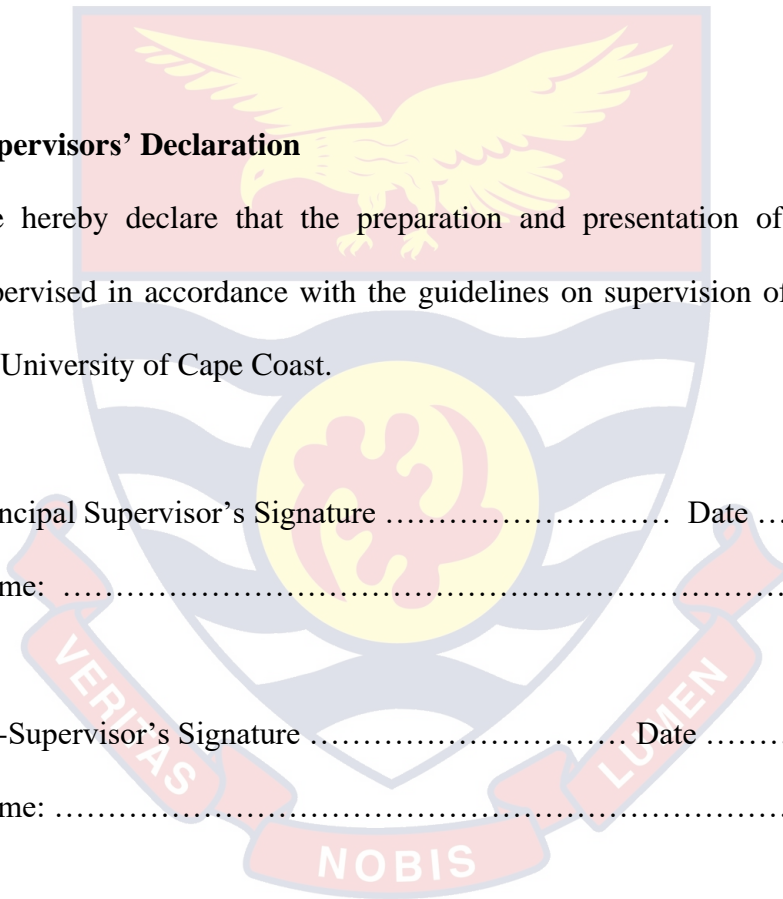 pervisors’ Declaration
e hereby declare that the preparation and presentation of
pervised in accordance with the guidelines on supervision of
University of Cape Coast.
ncipal Supervisor’s Signature ………………………… Date …
me: ……………………………………………………………
-Supervisor’s Signature ………………………… Date ……
me: ……………………………………………………………
VERITAS
NOBIS
LUMEN